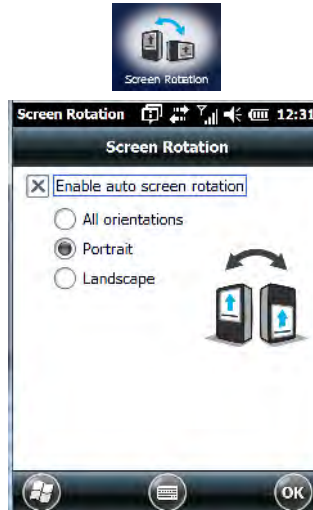 Screen Rotation
Screen Rotation 12:31
Screen Rotation
Enable auto screen rotation
All orientations
Portrait
Landscape
OK